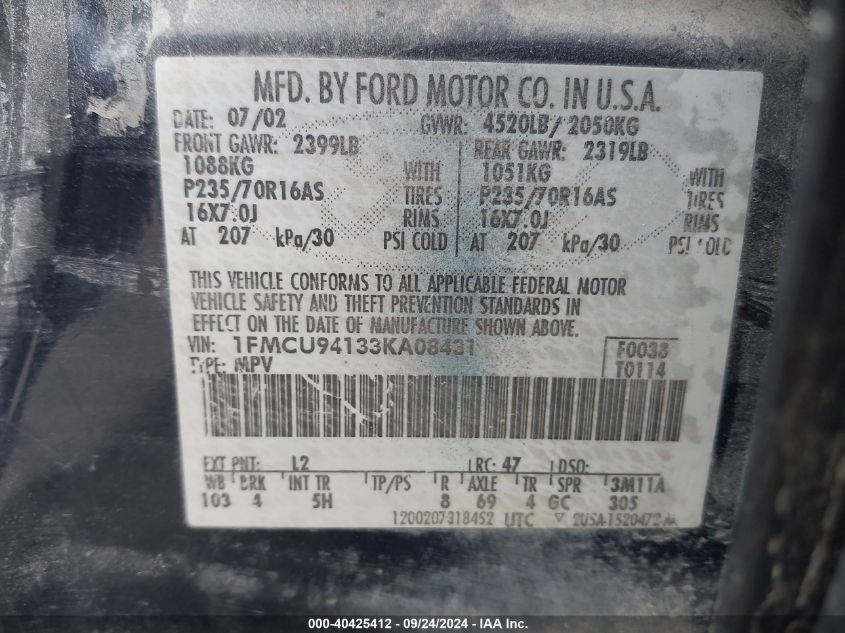 MFD. BY FORD MOTOR CO. IN U.S.A.
DATE: 07/02 GVWR: 4520LB/ 2050KG
FRONT GAWR: 2399LB REAR GAWR: 2319LB
1088KG WITH 1051KG WITH
P235/70R16AS TIRES P235/70R16AS TIRES
16X7.0J RIMS 16X7.0J RIMS
AT 207 kPa/30 PSI COLD AT 207 kPa/30 PSI
THIS VEHICLE CONFORMS TO ALL APPLICABLE FEDERAL MOTOR
VEHICLE SAFETY AND THEFT PREVENTION STANDARDS IN
EFFECT ON THE DATE OF MANUFACTURE SHOWN ABOVE.
VIN: 1FMCU94133KA08431 F0038
TYPE: MPV T0114
EXT PNT: L2 RC: 47 DSO:
WB BRK INT TR TP/PS R AXLE TR SPR 3M11A
103 4 5H 8 69 4 GC 305
1200207318452 UTC
000-40425412 - 09/24/2024 - IAA Inc.